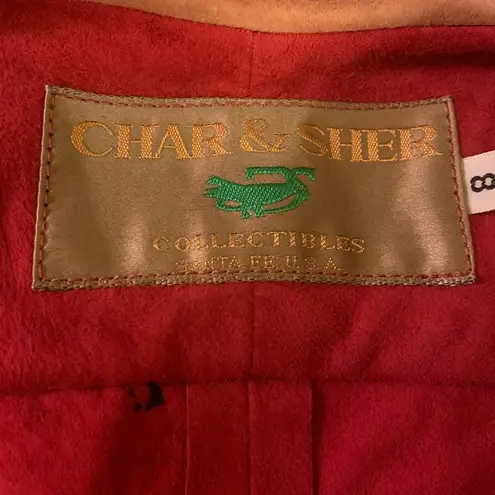 CHAR & SHER
COLLECTIBLES
SANTA FE, U.S.A.
8